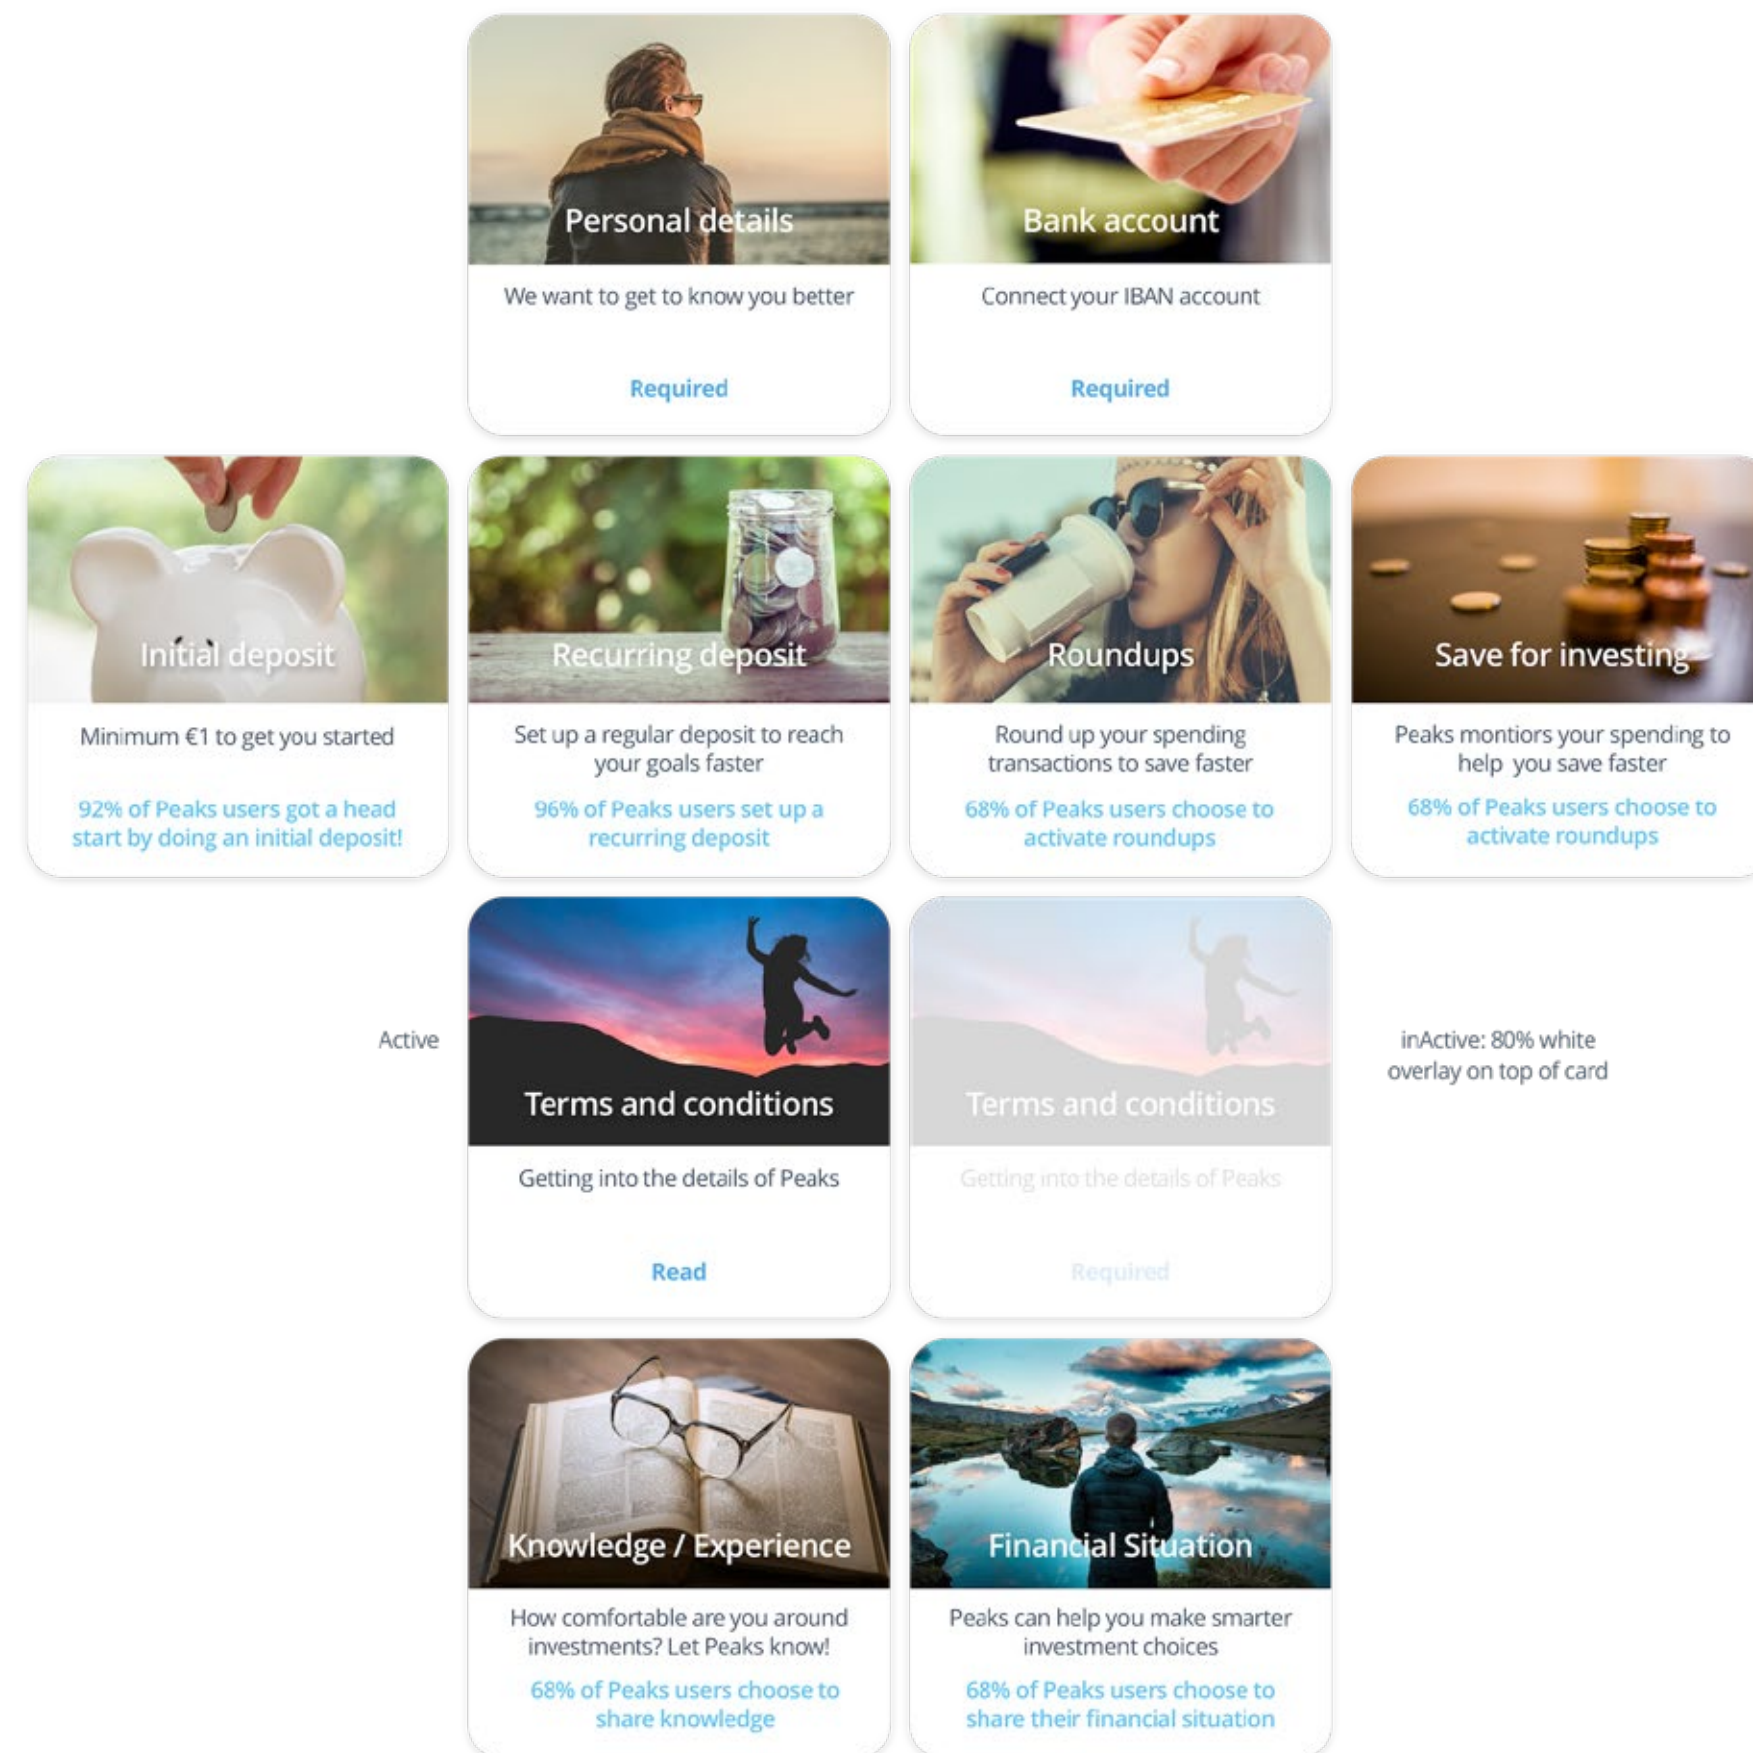 Personal details
We want to get to know you better
Required
Bank account
Connect your IBAN account
Required
Initial deposit
Minimum €1 to get you started
92% of Peaks users got a head
start by doing an initial deposit!
Recurring deposit
Set up a regular deposit to reach
your goals faster
96% of Peaks users set up a
recurring deposit
Roundups
Round up your spending
transactions to save faster
68% of Peaks users choose to
activate roundups
Save for investing
Peaks montiors your spending to
help you save faster
68% of Peaks users choose to
activate roundups
Active
Terms and conditions
Getting into the details of Peaks
Read
Terms and conditions
Getting into the details of Peaks
Required
inActive: 80% white
overlay on top of card
Knowledge / Experience
How comfortable are you around
investments? Let Peaks know!
68% of Peaks users choose to
share knowledge
Financial Situation
Peaks can help you make smarter
investment choices
68% of Peaks users choose to
share their financial situation